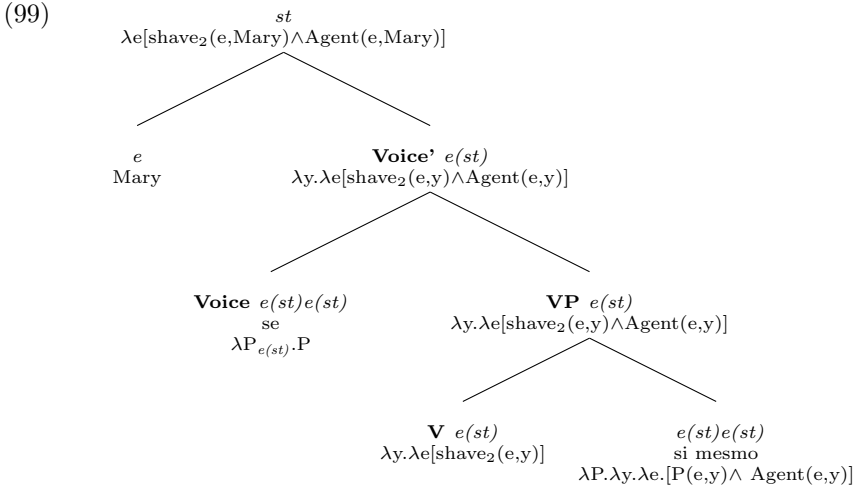 (99)
st
λe[shave₂(e,Mary)∧Agent(e,Mary)]
e
Mary
Voice’ e(st)
λy.λe[shave₂(e,y)∧Agent(e,y)]
Voice e(st)e(st)
se
λP_e(st).P
VP e(st)
λy.λe[shave₂(e,y)∧Agent(e,y)]
V e(st)
λy.λe[shave₂(e,y)]
e(st)e(st)
si mesmo
λP.λy.λe.[P(e,y)∧ Agent(e,y)]